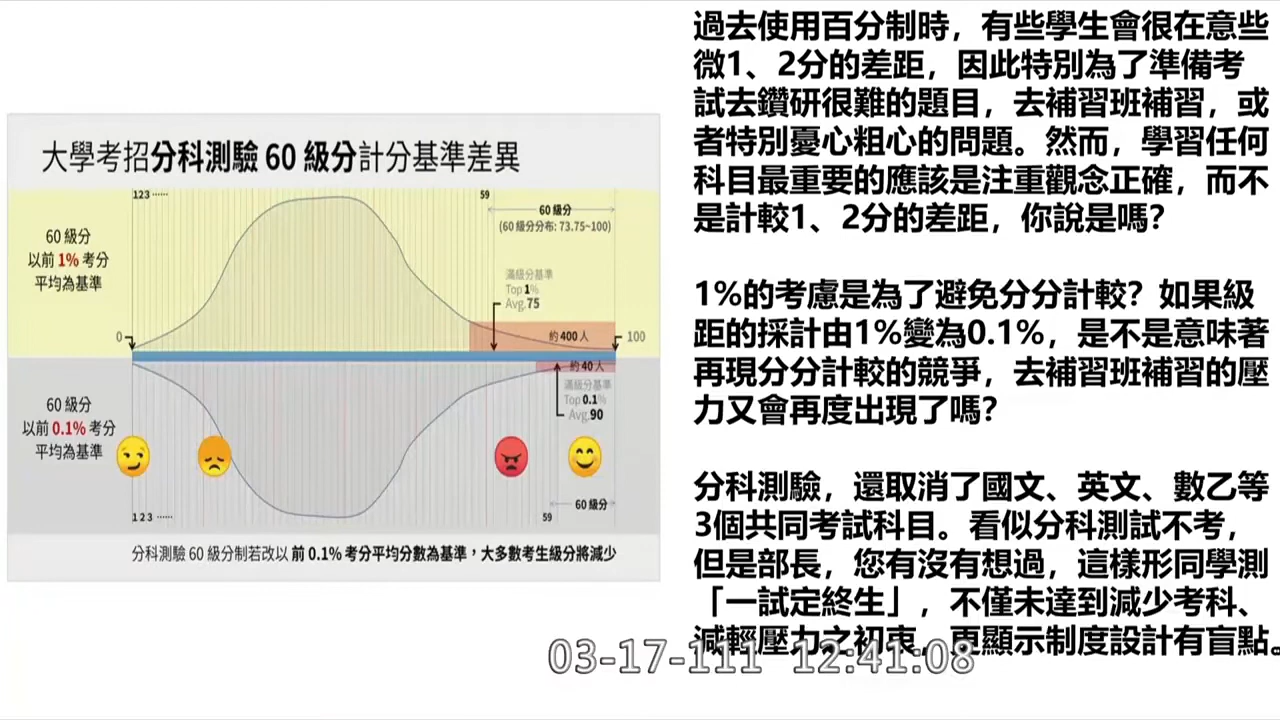 大學考招分科測驗 60 級分計分基準差異
123······
59
60 級分
(60 級分分布: 73.75~100)
60 級分
以前 1% 考分
平均為基準
滿級分基準
Top 1%
Avg.75
0
約 400 人
100
約 40 人
滿級分基準
Top 0.1%
Avg.90
60 級分
以前 0.1% 考分
平均為基準
60 級分
1 2 3 ······
59
分科測驗 60 級分制若改以 前 0.1% 考分平均分數為基準，大多數考生級分將減少
過去使用百分制時，有些學生會很在意些
微1、2分的差距，因此特別為了準備考
試去鑽研很難的題目，去補習班補習，或
者特別憂心粗心的問題。然而，學習任何
科目最重要的應該是注重觀念正確，而不
是計較1、2分的差距，你說是嗎？
1%的考慮是為了避免分分計較？如果級
距的採計由1%變為0.1%，是不是意味著
再現分分計較的競爭，去補習班補習的壓
力又會再度出現了嗎？
分科測驗，還取消了國文、英文、數乙等
3個共同考試科目。看似分科測試不考，
但是部長，您有沒有想過，這樣形同學測
「一試定終生」，不僅未達到減少考科、
減輕壓力之初衷，更顯示制度設計有盲點。
03-17-111 12:41:08